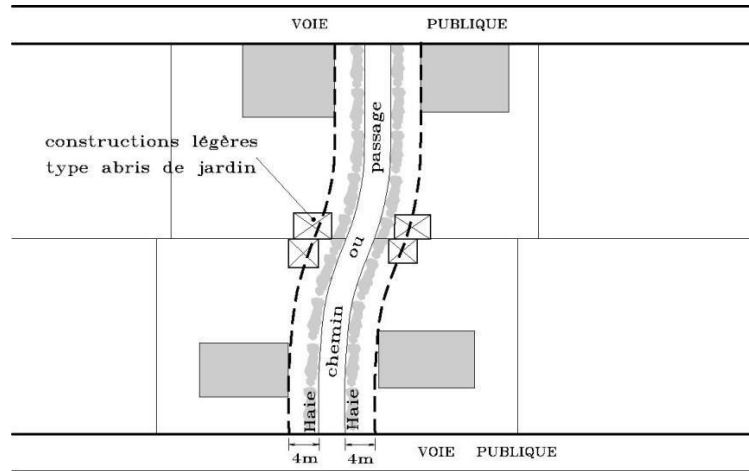 VOIE PUBLIQUE
constructions légères
type abris de jardin
passage
ou
chemin
Haie
Haie
4m
4m
VOIE PUBLIQUE